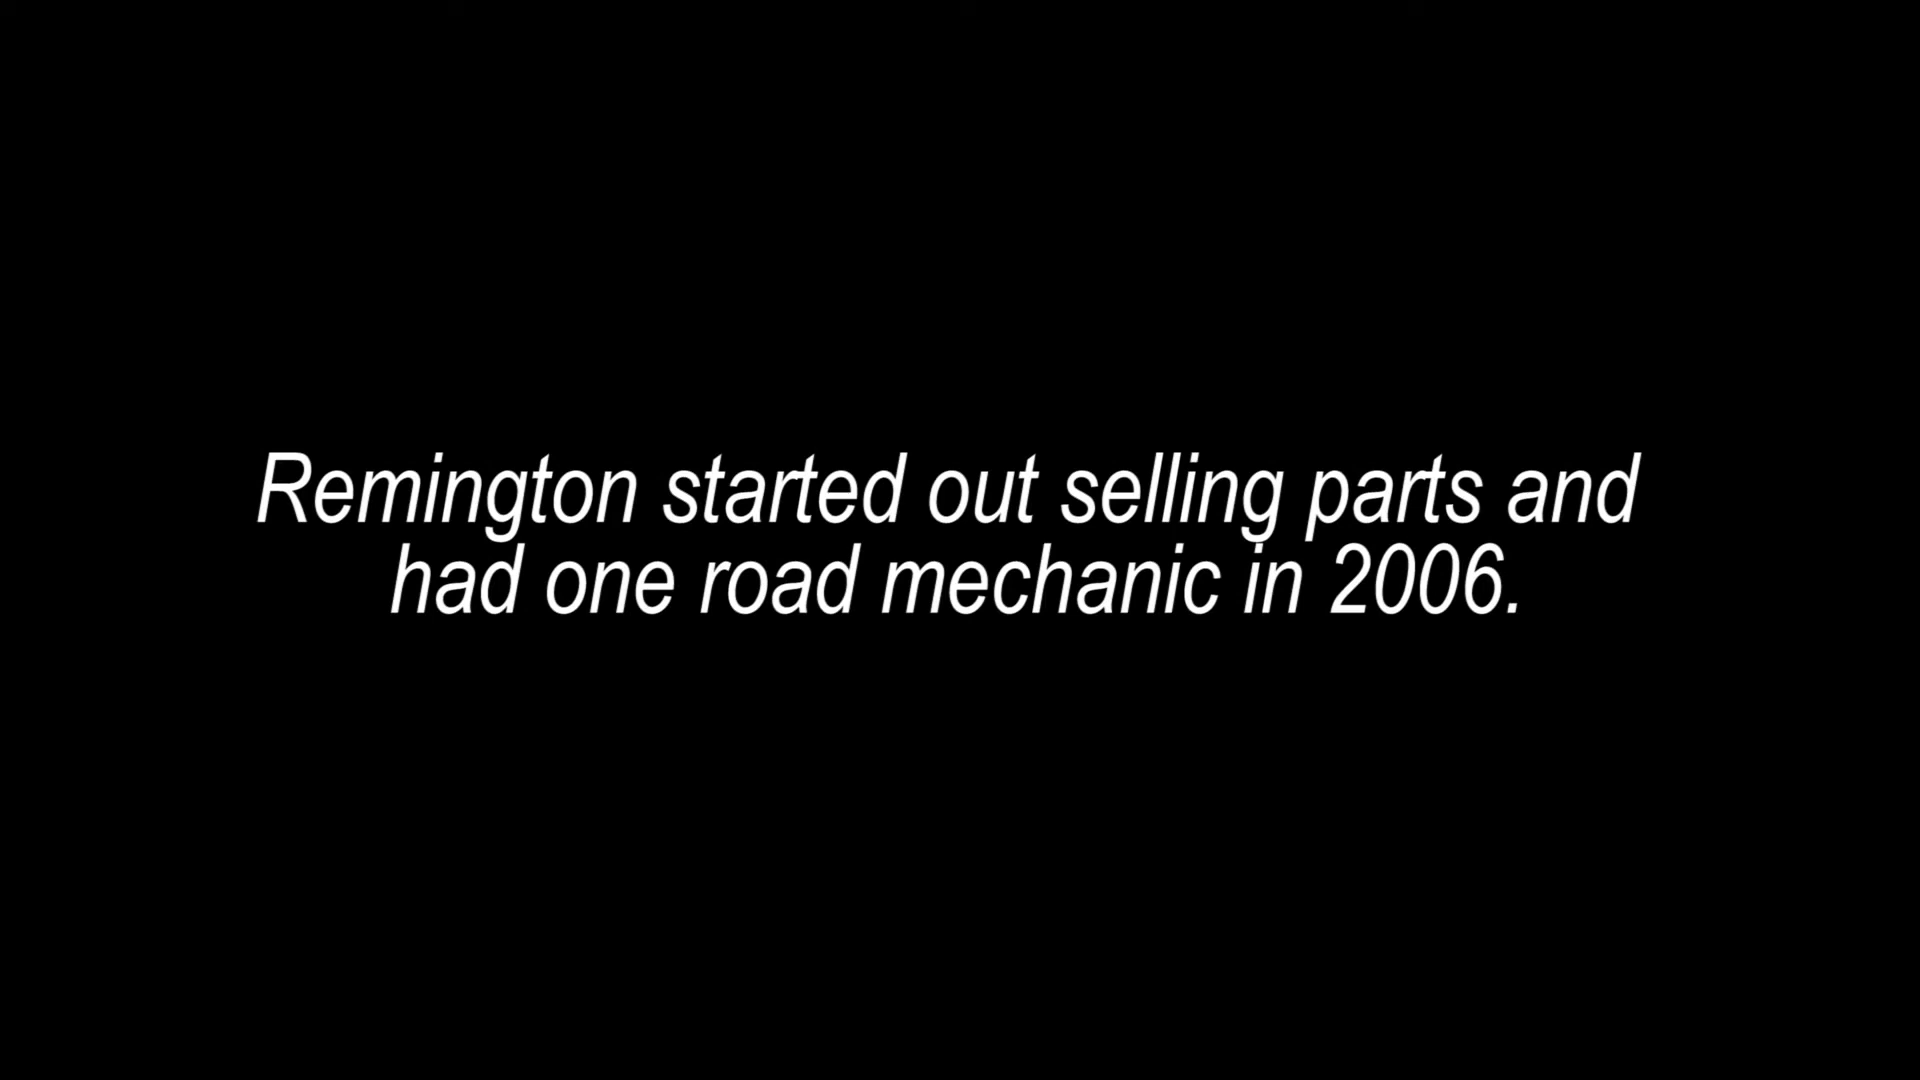 Remington started out selling parts and
had one road mechanic in 2006.